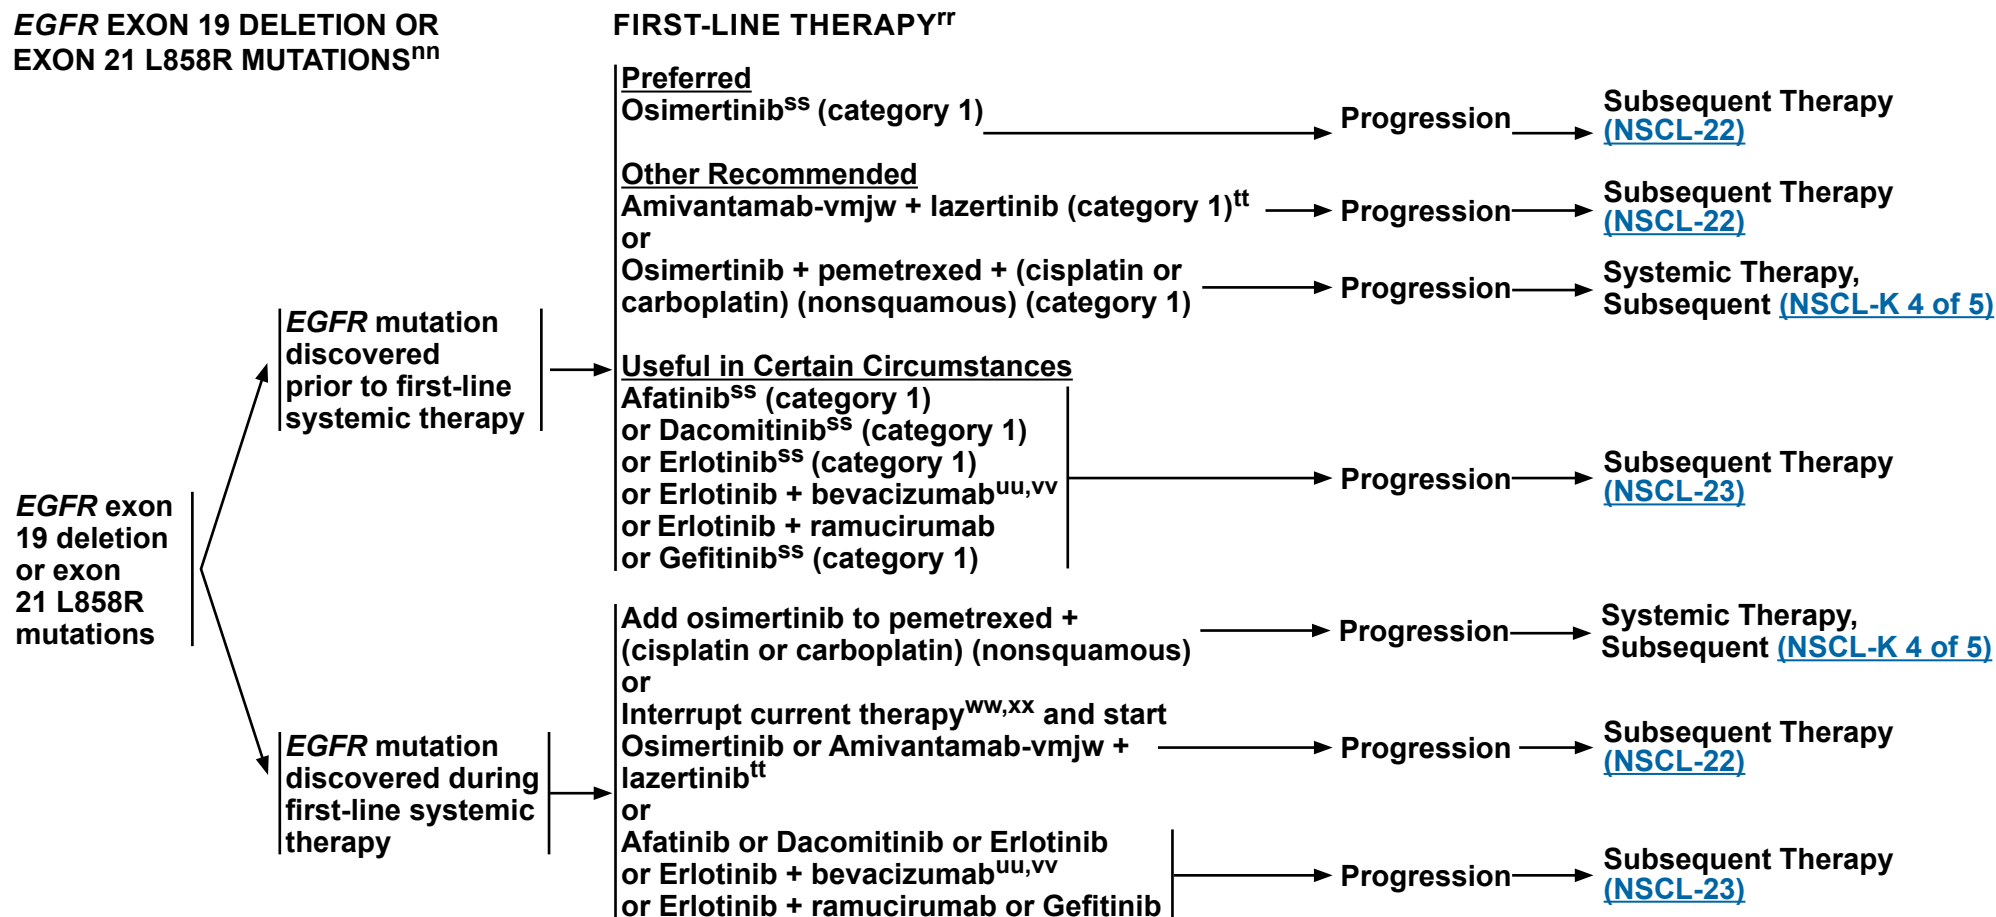 EGFR EXON 19 DELETION OR
EXON 21 L858R MUTATIONSnn
FIRST-LINE THERAPYrr
EGFR exon
19 deletion
or exon
21 L858R
mutations
EGFR mutation
discovered
prior to first-line
systemic therapy
Preferred
Osimertinibss (category 1)
Progression
Subsequent Therapy
(NSCL-22)
Other Recommended
Amivantamab-vmjw + lazertinib (category 1)tt
Progression
Subsequent Therapy
(NSCL-22)
or
Osimertinib + pemetrexed + (cisplatin or
carboplatin) (nonsquamous) (category 1)
Progression
Systemic Therapy,
Subsequent (NSCL-K 4 of 5)
Useful in Certain Circumstances
Afatinibss (category 1)
or Dacomitinibss (category 1)
or Erlotinibss (category 1)
or Erlotinib + bevacizumabuu,vv
or Erlotinib + ramucirumab
or Gefitinibss (category 1)
Progression
Subsequent Therapy
(NSCL-23)
EGFR mutation
discovered during
first-line systemic
therapy
Add osimertinib to pemetrexed +
(cisplatin or carboplatin) (nonsquamous)
Progression
Systemic Therapy,
Subsequent (NSCL-K 4 of 5)
or
Interrupt current therapyww,xx and start
Osimertinib or Amivantamab-vmjw +
lazertinibtt
Progression
Subsequent Therapy
(NSCL-22)
or
Afatinib or Dacomitinib or Erlotinib
or Erlotinib + bevacizumabuu,vv
or Erlotinib + ramucirumab or Gefitinib
Progression
Subsequent Therapy
(NSCL-23)